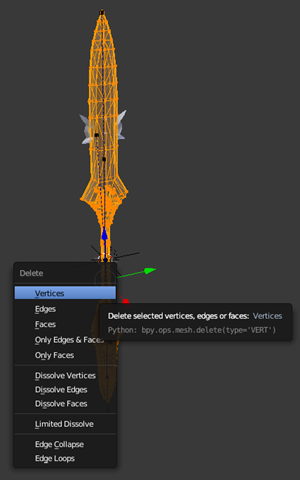 Delete
Vertices
Edges
Faces
Only Edges & Faces
Only Faces
Dissolve Vertices
Dissolve Edges
Dissolve Faces
Limited Dissolve
Edge Collapse
Edge Loops
Delete selected vertices, edges or faces: Vertices
Python: bpy.ops.mesh.delete(type='VERT')